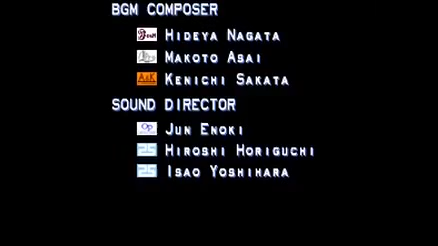 BGM COMPOSER
HIDEYA NAGATA
MAKOTO ASAI
KENICHI SAKATA
SOUND DIRECTOR
JUN ENOKI
HIROSHI HORIGUCHI
ISAO YOSHIHARA